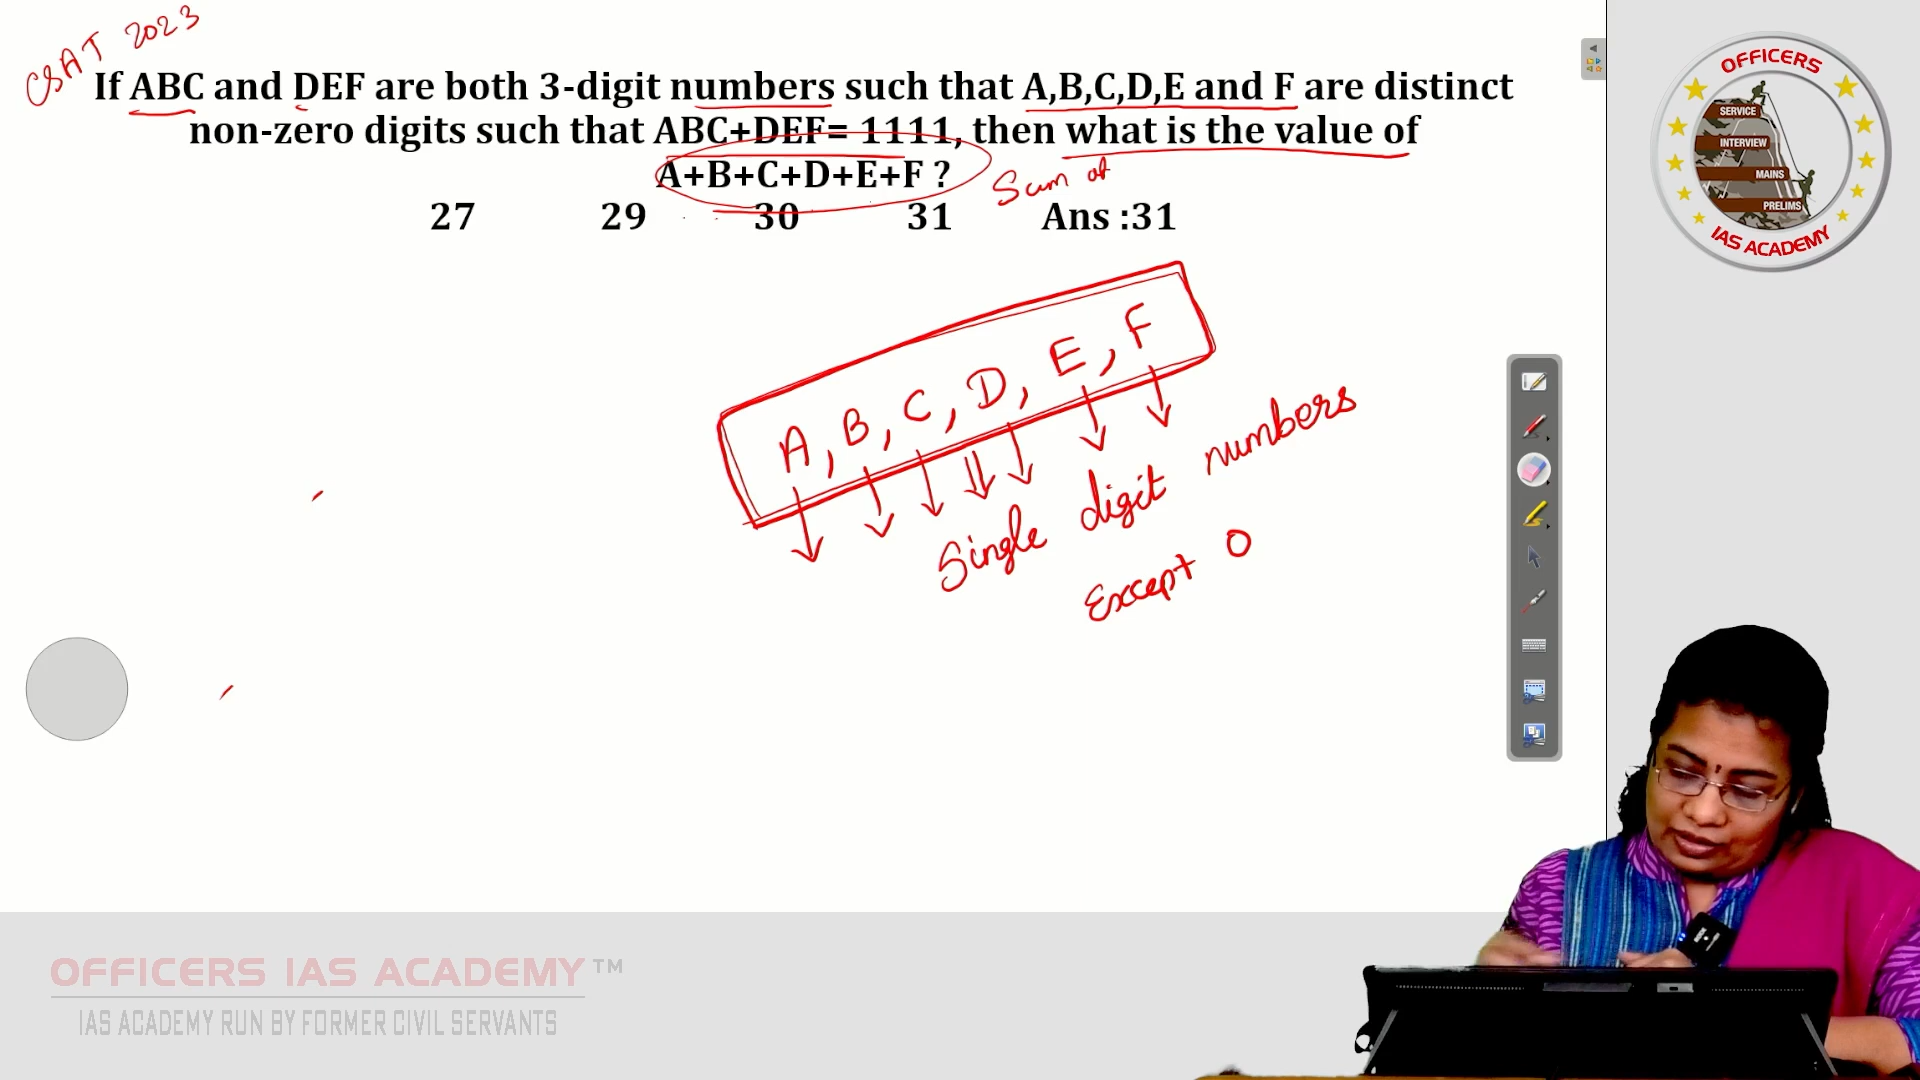 CSAT 2023
If ABC and DEF are both 3-digit numbers such that A,B,C,D,E and F are distinct
non-zero digits such that ABC+DEF= 1111, then what is the value of
A+B+C+D+E+F ?
Sum of
27 29 30 31 Ans :31
A, B, C, D, E, F
Single digit numbers
Except 0
OFFICERS
SERVICE
INTERVIEW
MAINS
PRELIMS
IAS ACADEMY
OFFICERS IAS ACADEMY™
IAS ACADEMY RUN BY FORMER CIVIL SERVANTS